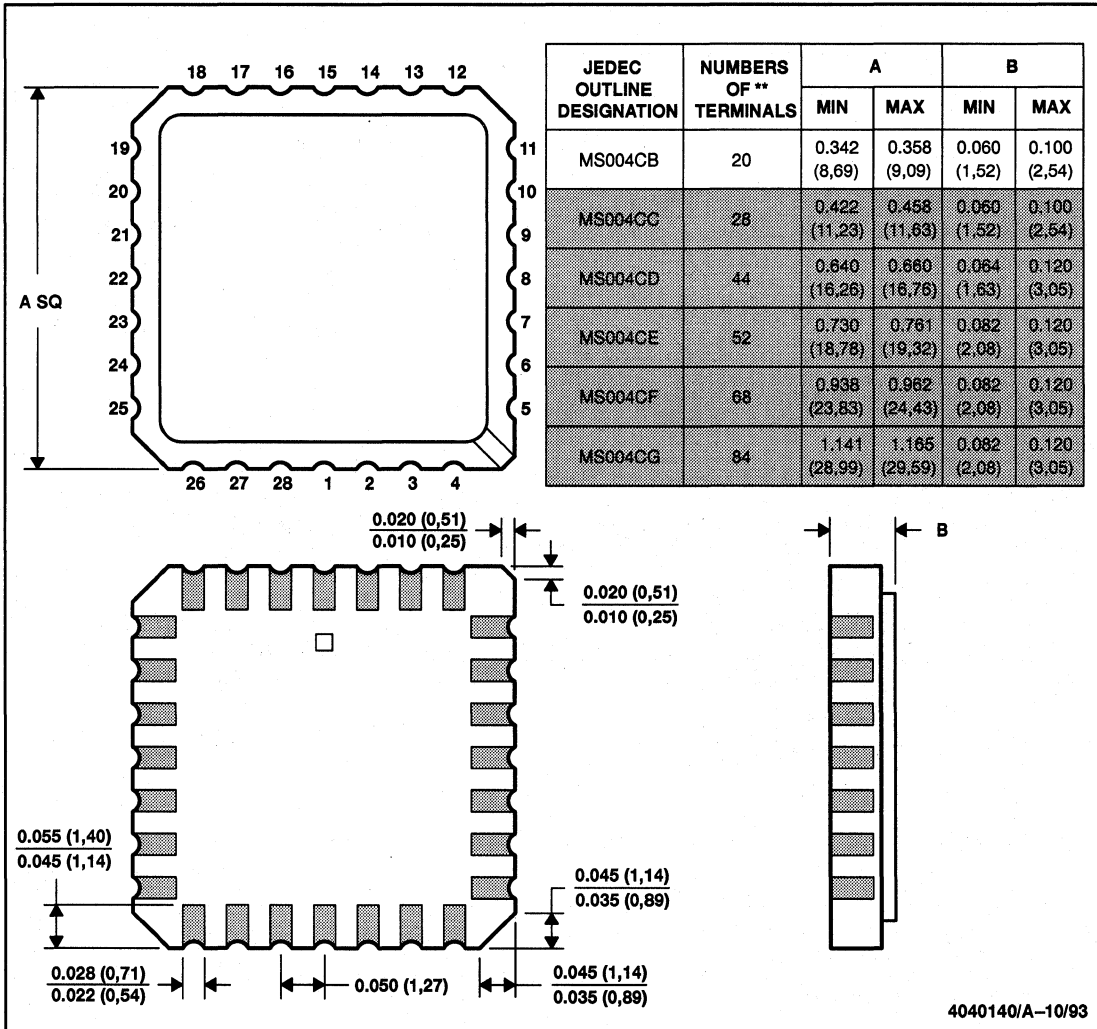 18 17 16 15 14 13 12
19
20
21
22
23
24
25
A SQ
11
10
9
8
7
6
5
26 27 28 1 2 3 4
JEDEC OUTLINE DESIGNATION NUMBERS OF ** TERMINALS A B
MIN MAX MIN MAX
MS004CB 20 0.342 (8,69) 0.358 (9,09) 0.060 (1,52) 0.100 (2,54)
MS004CC 28 0.422 (11,23) 0.458 (11,63) 0.060 (1,52) 0.100 (2,54)
MS004CD 44 0.640 (16,26) 0.660 (16,76) 0.064 (1,63) 0.120 (3,05)
MS004CE 52 0.730 (18,78) 0.761 (19,32) 0.082 (2,08) 0.120 (3,05)
MS004CF 68 0.938 (23,83) 0.962 (24,43) 0.082 (2,08) 0.120 (3,05)
MS004CG 84 1.141 (28,99) 1.165 (29,59) 0.082 (2,08) 0.120 (3,05)
0.020 (0,51)
0.010 (0,25)
0.020 (0,51)
0.010 (0,25)
B
0.055 (1,40)
0.045 (1,14)
0.045 (1,14)
0.035 (0,89)
0.028 (0,71)
0.022 (0,54)
0.050 (1,27)
0.045 (1,14)
0.035 (0,89)
4040140/A–10/93